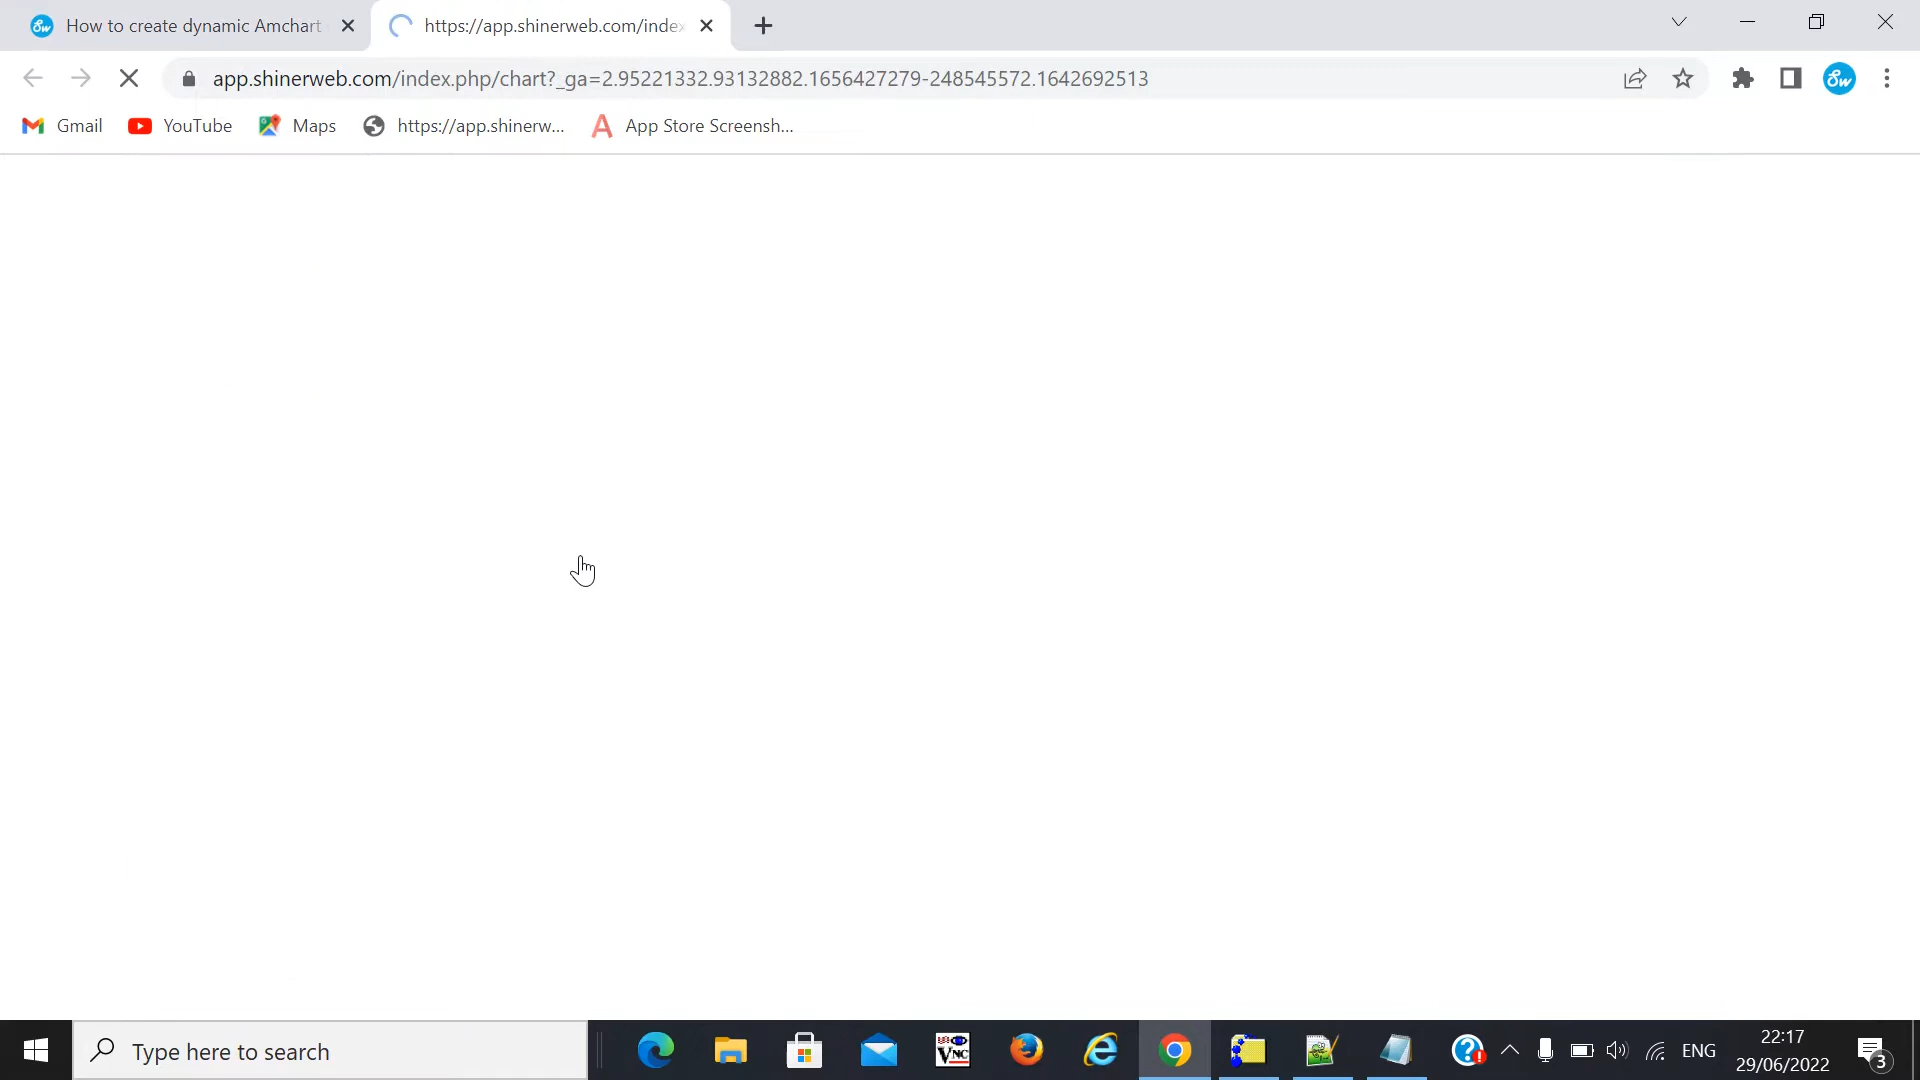 How to create dynamic Amchart
https://app.shinerweb.com/index
app.shinerweb.com/index.php/chart?_ga=2.95221332.93132882.1656427279-248545572.1642692513
Sw
Gmail
YouTube
Maps
https://app.shinerw...
App Store Screensh...
Type here to search
VNC
ENG
22:17
29/06/2022
3